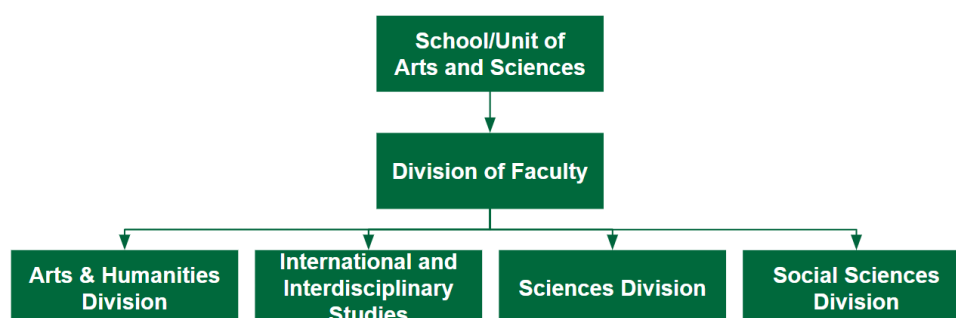 School/Unit of
Arts and Sciences
Division of Faculty
Arts & Humanities
Division
International and
Interdisciplinary
Studies
Sciences Division
Social Sciences
Division